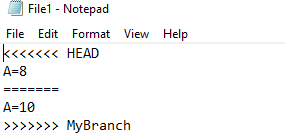 File1 - Notepad
File Edit Format View Help
<<<<<<< HEAD
A=8
=======
A=10
>>>>>>> MyBranch